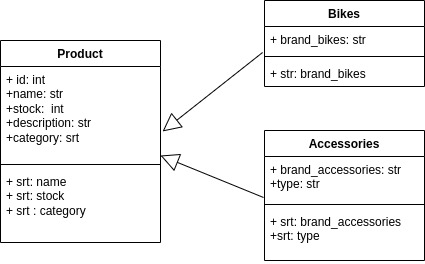 Product
+ id: int
+name: str
+stock:  int
+description: str
+category: srt
+ srt: name
+ srt: stock
+ srt : category
Bikes
+ brand_bikes: str
+ str: brand_bikes
Accessories
+ brand_accessories: str
+type: str
+ srt: brand_accessories
+srt: type